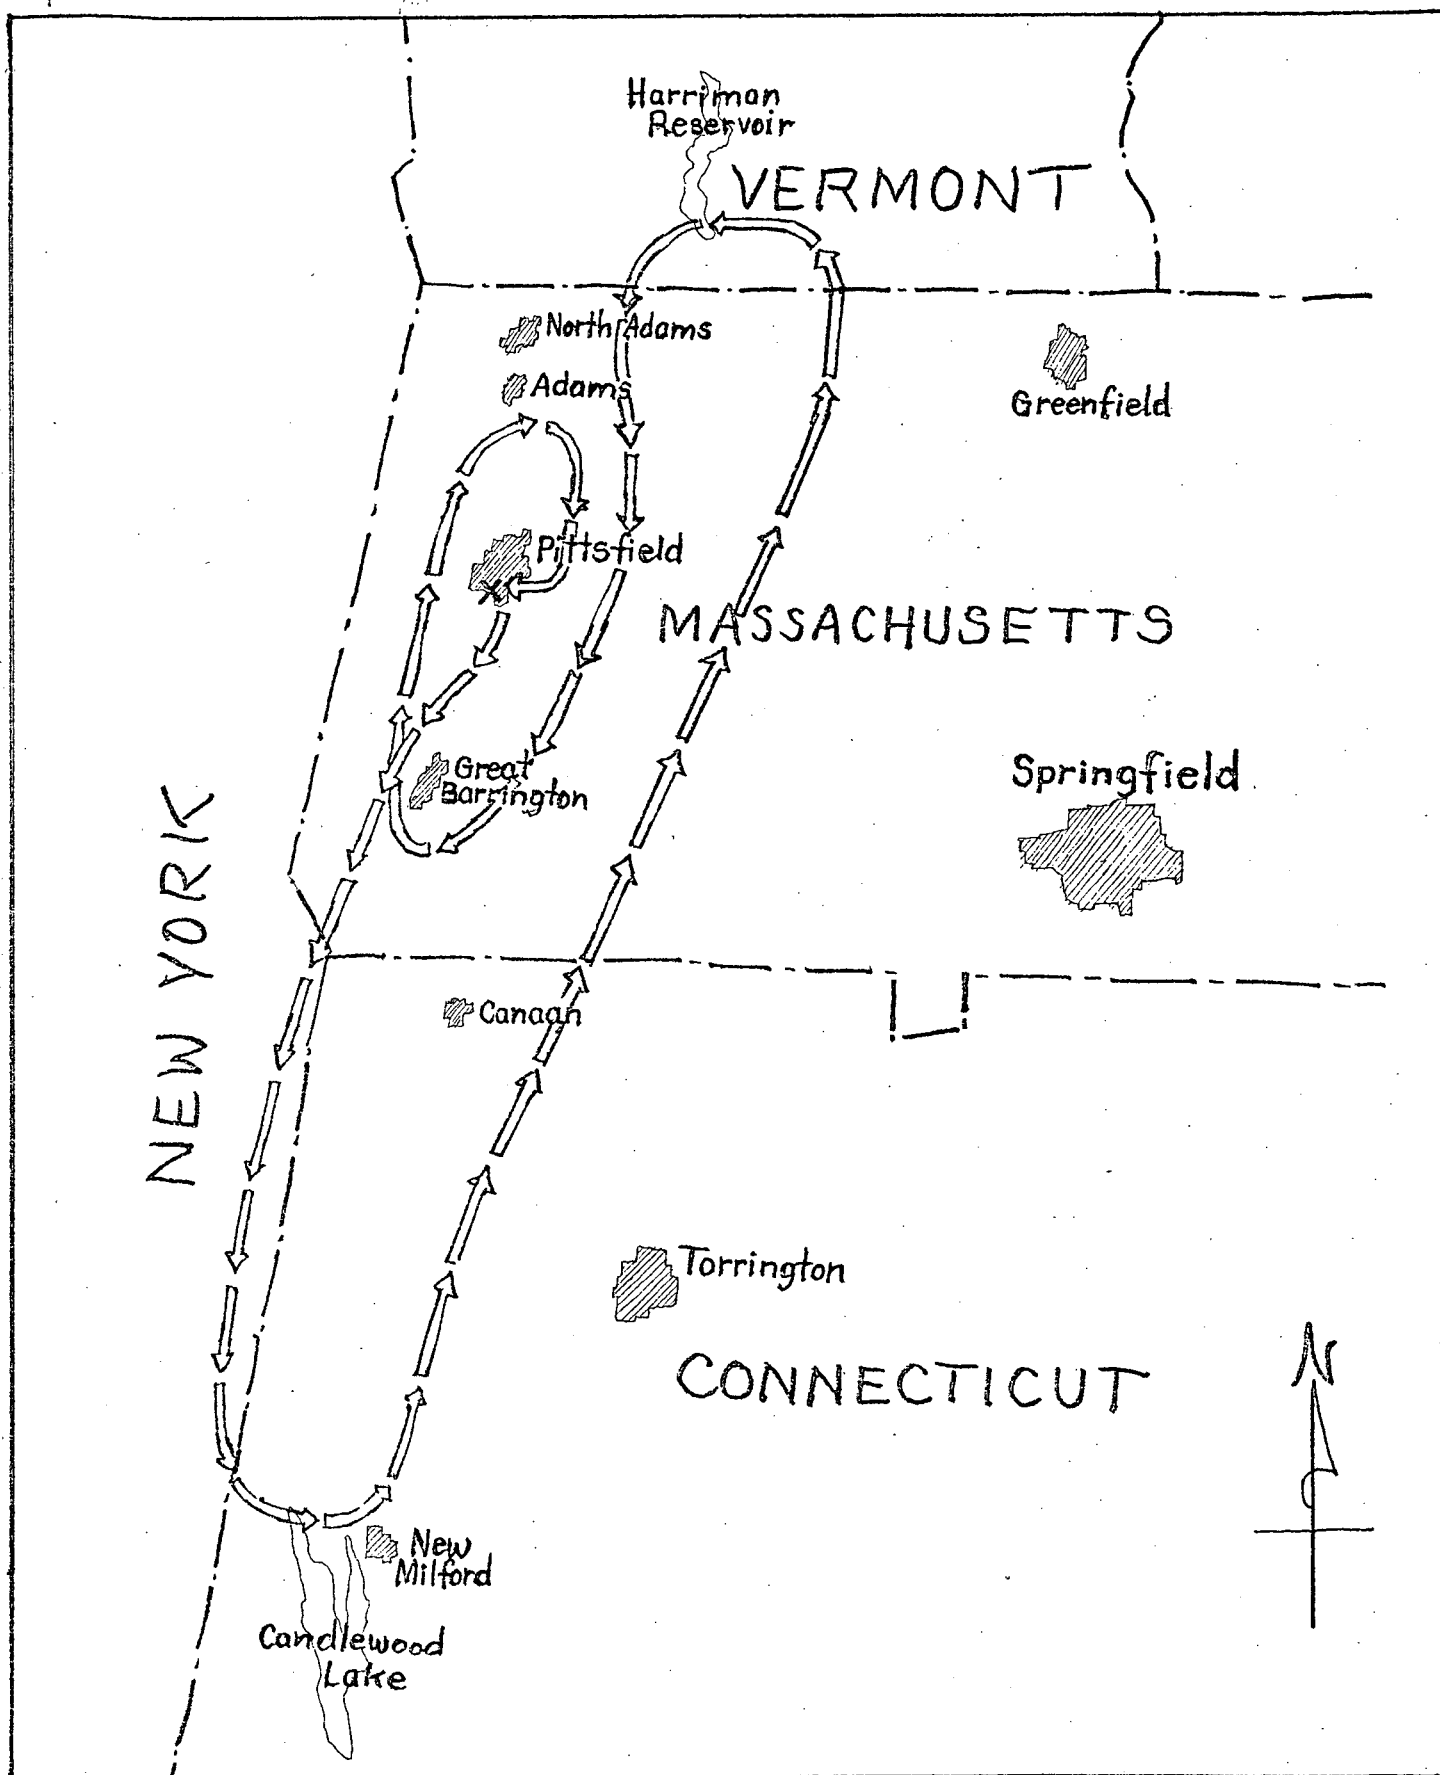 Harriman
Reservoir
VERMONT
North Adams
Adams
Greenfield
Pittsfield
MASSACHUSETTS
Great
Barrington
Springfield
NEW YORK
Canaan
Torrington
CONNECTICUT
N
New
Milford
Candlewood
Lake